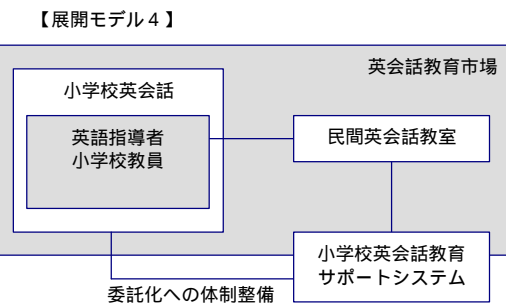 【展開モデル４】
英会話教育市場
小学校英会話
英語指導者
小学校教員
民間英会話教室
小学校英会話教育
サポートシステム
委託化への体制整備